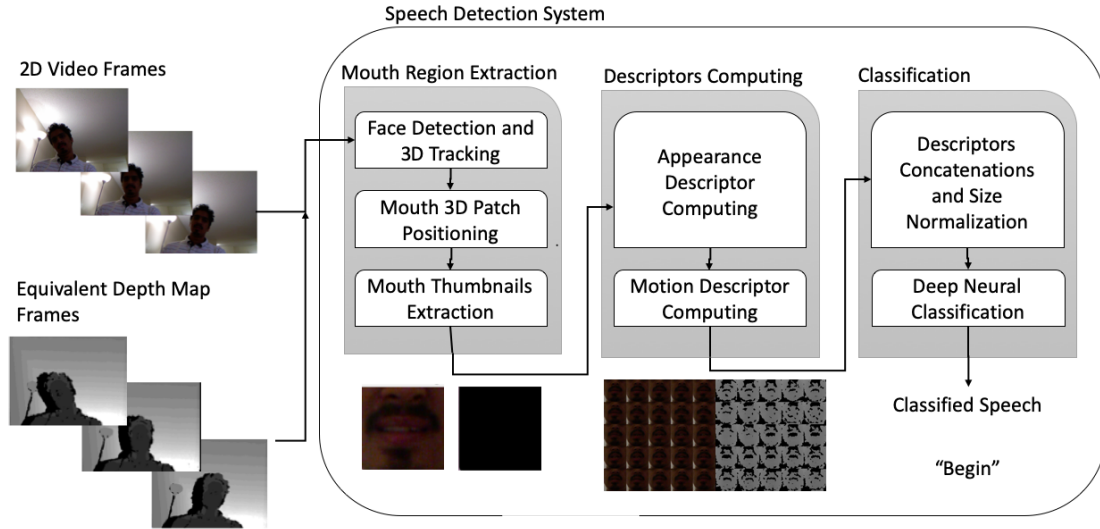 Speech Detection System
2D Video Frames
Equivalent Depth Map
Frames
Mouth Region Extraction
Face Detection and
3D Tracking
Mouth 3D Patch
Positioning
Mouth Thumbnails
Extraction
Descriptors Computing
Appearance
Descriptor
Computing
Motion Descriptor
Computing
Classification
Descriptors
Concatenations
and Size
Normalization
Deep Neural
Classification
Classified Speech
“Begin”